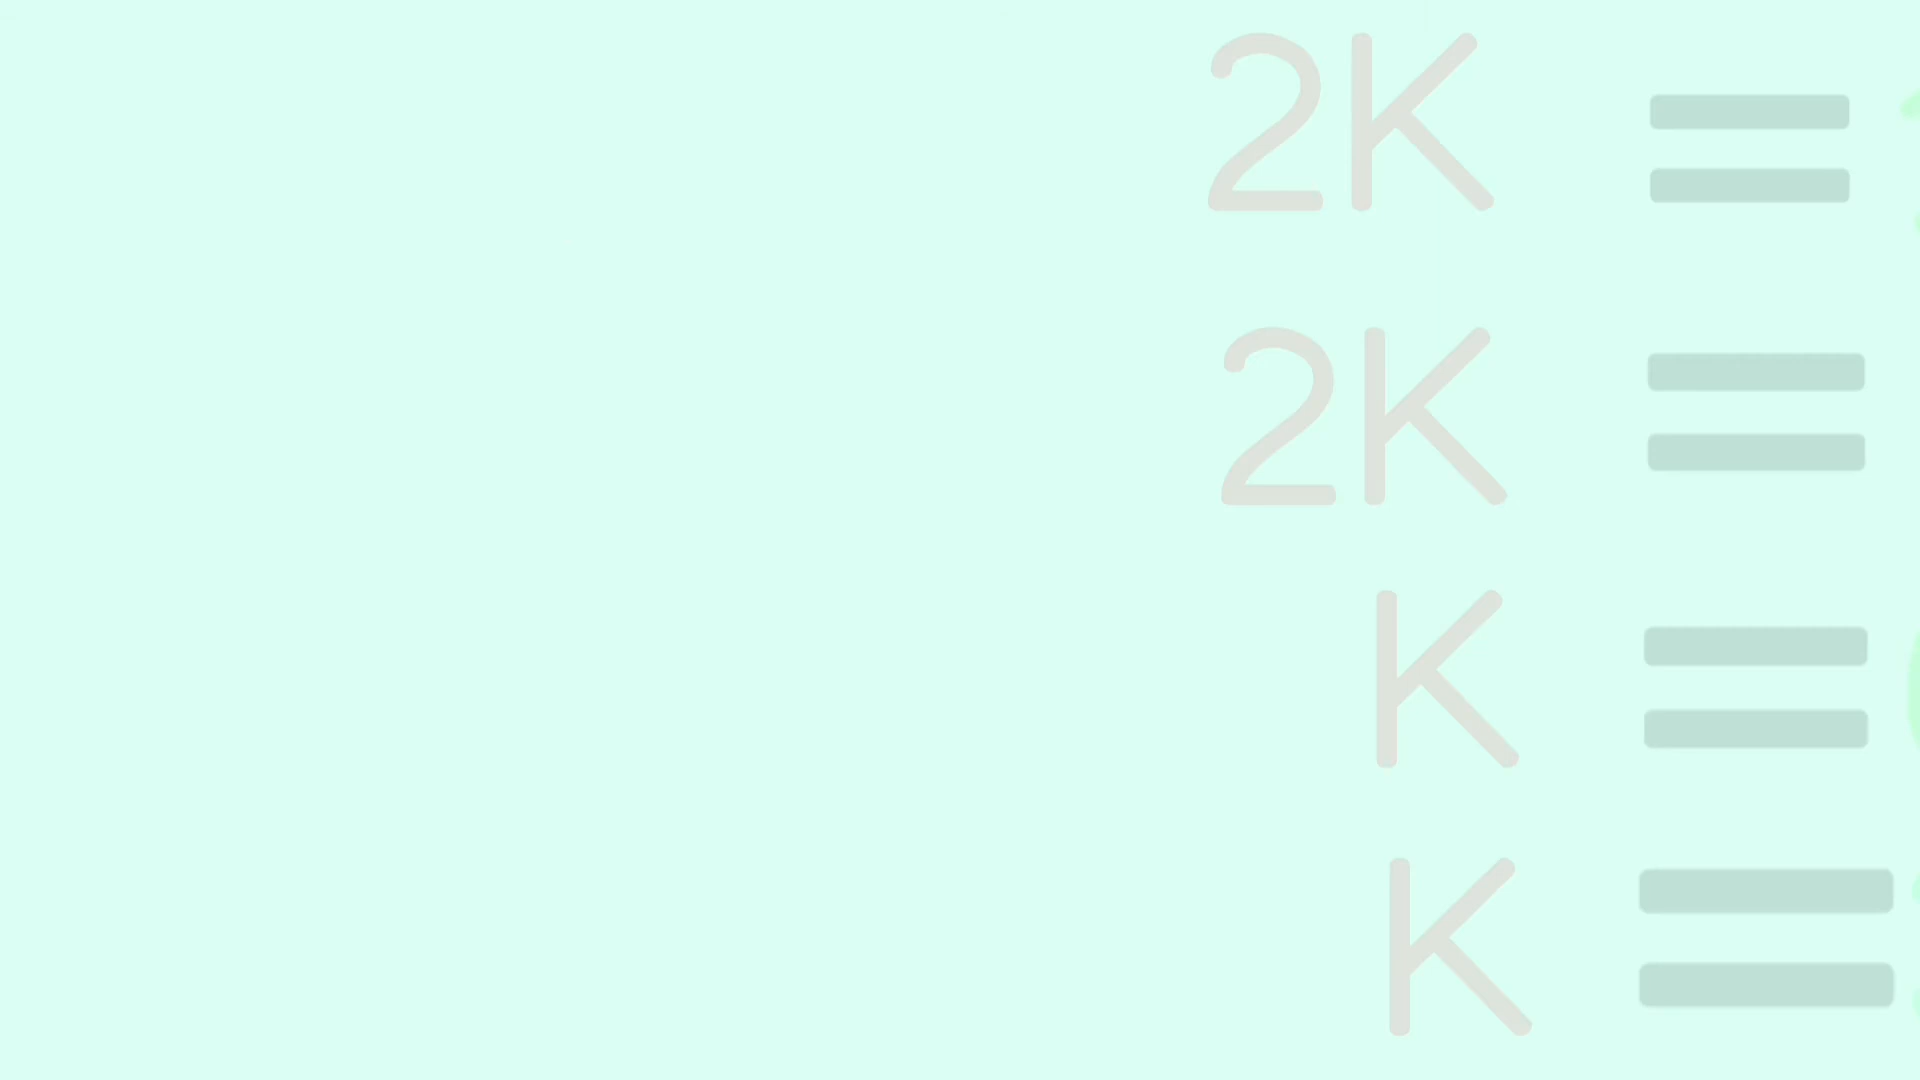 2K =
2K =
K =
K =